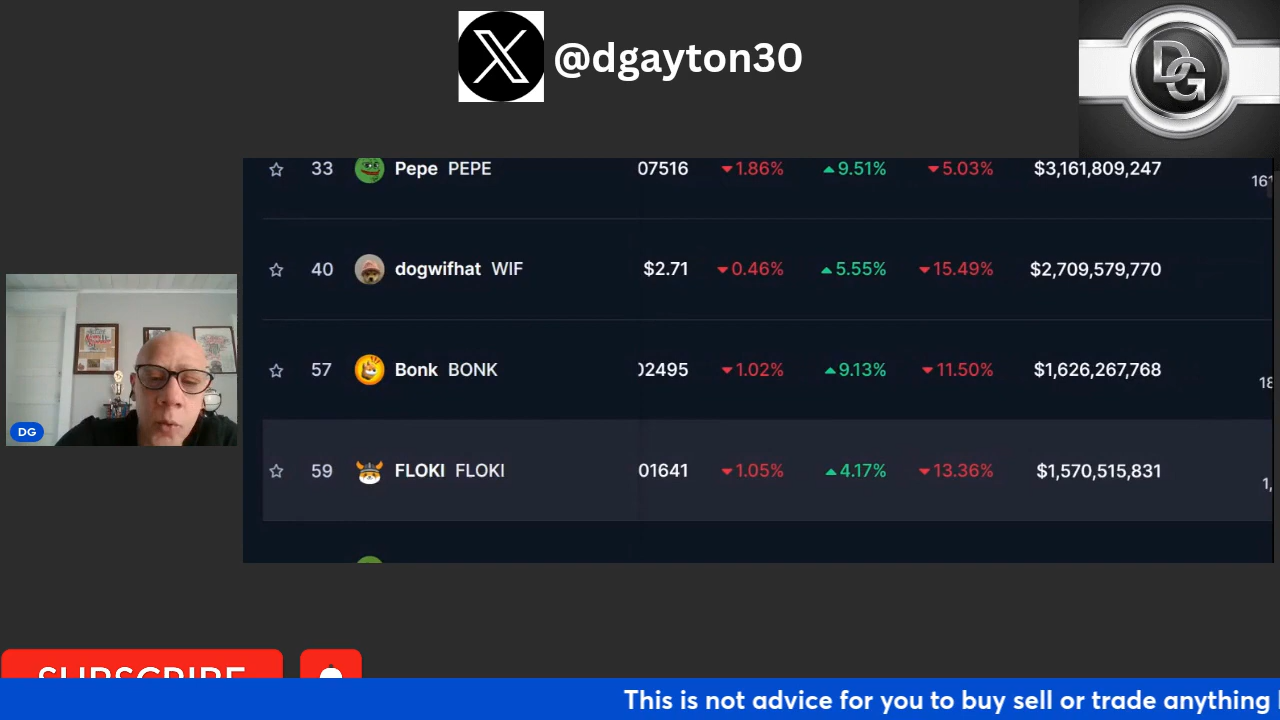 @dgayton30
DG
33 Pepe PEPE 07516 1.86% 9.51% 5.03% $3,161,809,247
40 dogwifhat WIF $2.71 0.46% 5.55% 15.49% $2,709,579,770
57 Bonk BONK 02495 1.02% 9.13% 11.50% $1,626,267,768
59 FLOKI FLOKI 01641 1.05% 4.17% 13.36% $1,570,515,831
DG
SUBSCRIBE
This is not advice for you to buy sell or trade anything